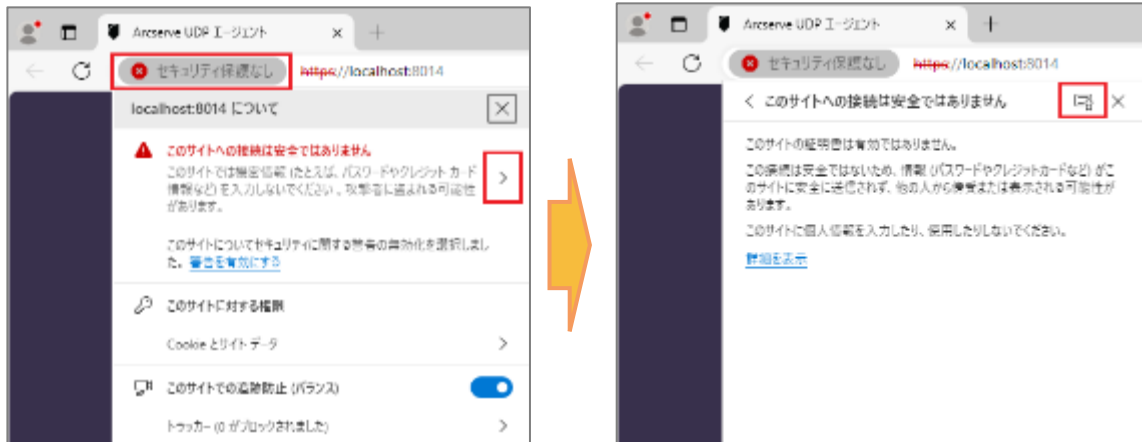 Arcserve UDP エージェント
セキュリティ保護なし https://localhost:8014
localhost:8014 について
このサイトへの接続は安全ではありません
このサイトでは機密情報 (たとえば、パスワードやクレジット カード
情報など) を入力しないでください。攻撃者に盗まれる可能性
があります。
このサイトについてセキュリティに関する警告の無効化を選択しまし
た。警告を有効にする
このサイトに対する権限
Cookie とサイト データ
このサイトでの追跡防止 (バランス)
トラッカー (0 がブロックされました)
Arcserve UDP エージェント
セキュリティ保護なし https://localhost:8014
このサイトへの接続は安全ではありません
このサイトの証明書は有効ではありません。
この接続は安全ではないため、情報 (パスワードやクレジットカードなど) がこ
のサイトに安全に送信されず、他の人から傍受または表示される可能性が
あります。
このサイトに個人情報を入力したり、使用したりしないでください。
詳細を表示